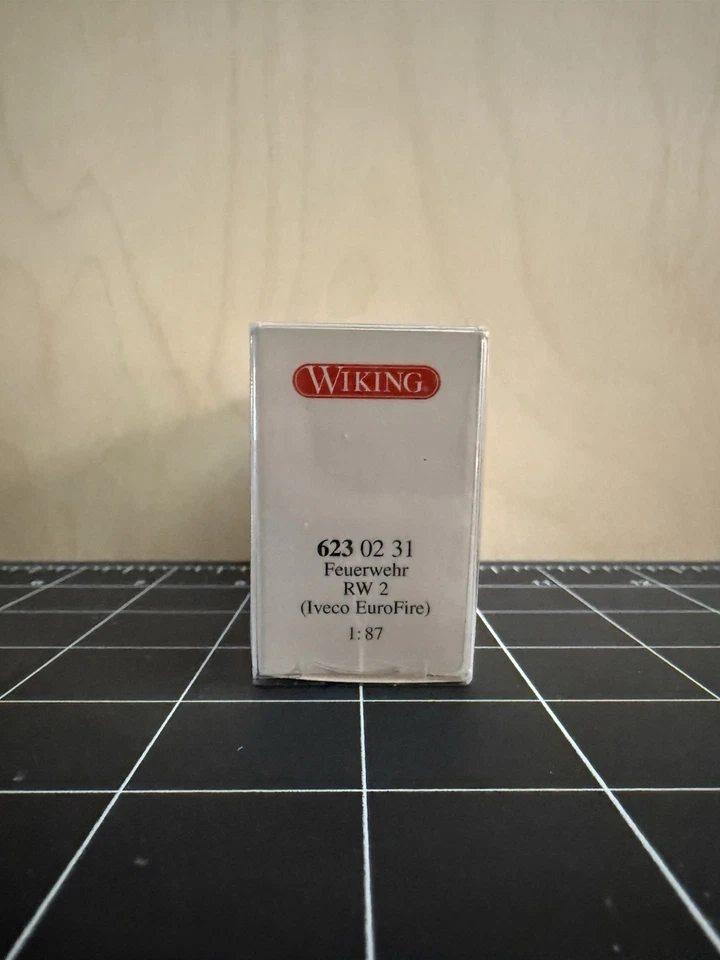 WIKING
623 02 31
Feuerwehr
RW 2
(Iveco EuroFire)
1:87